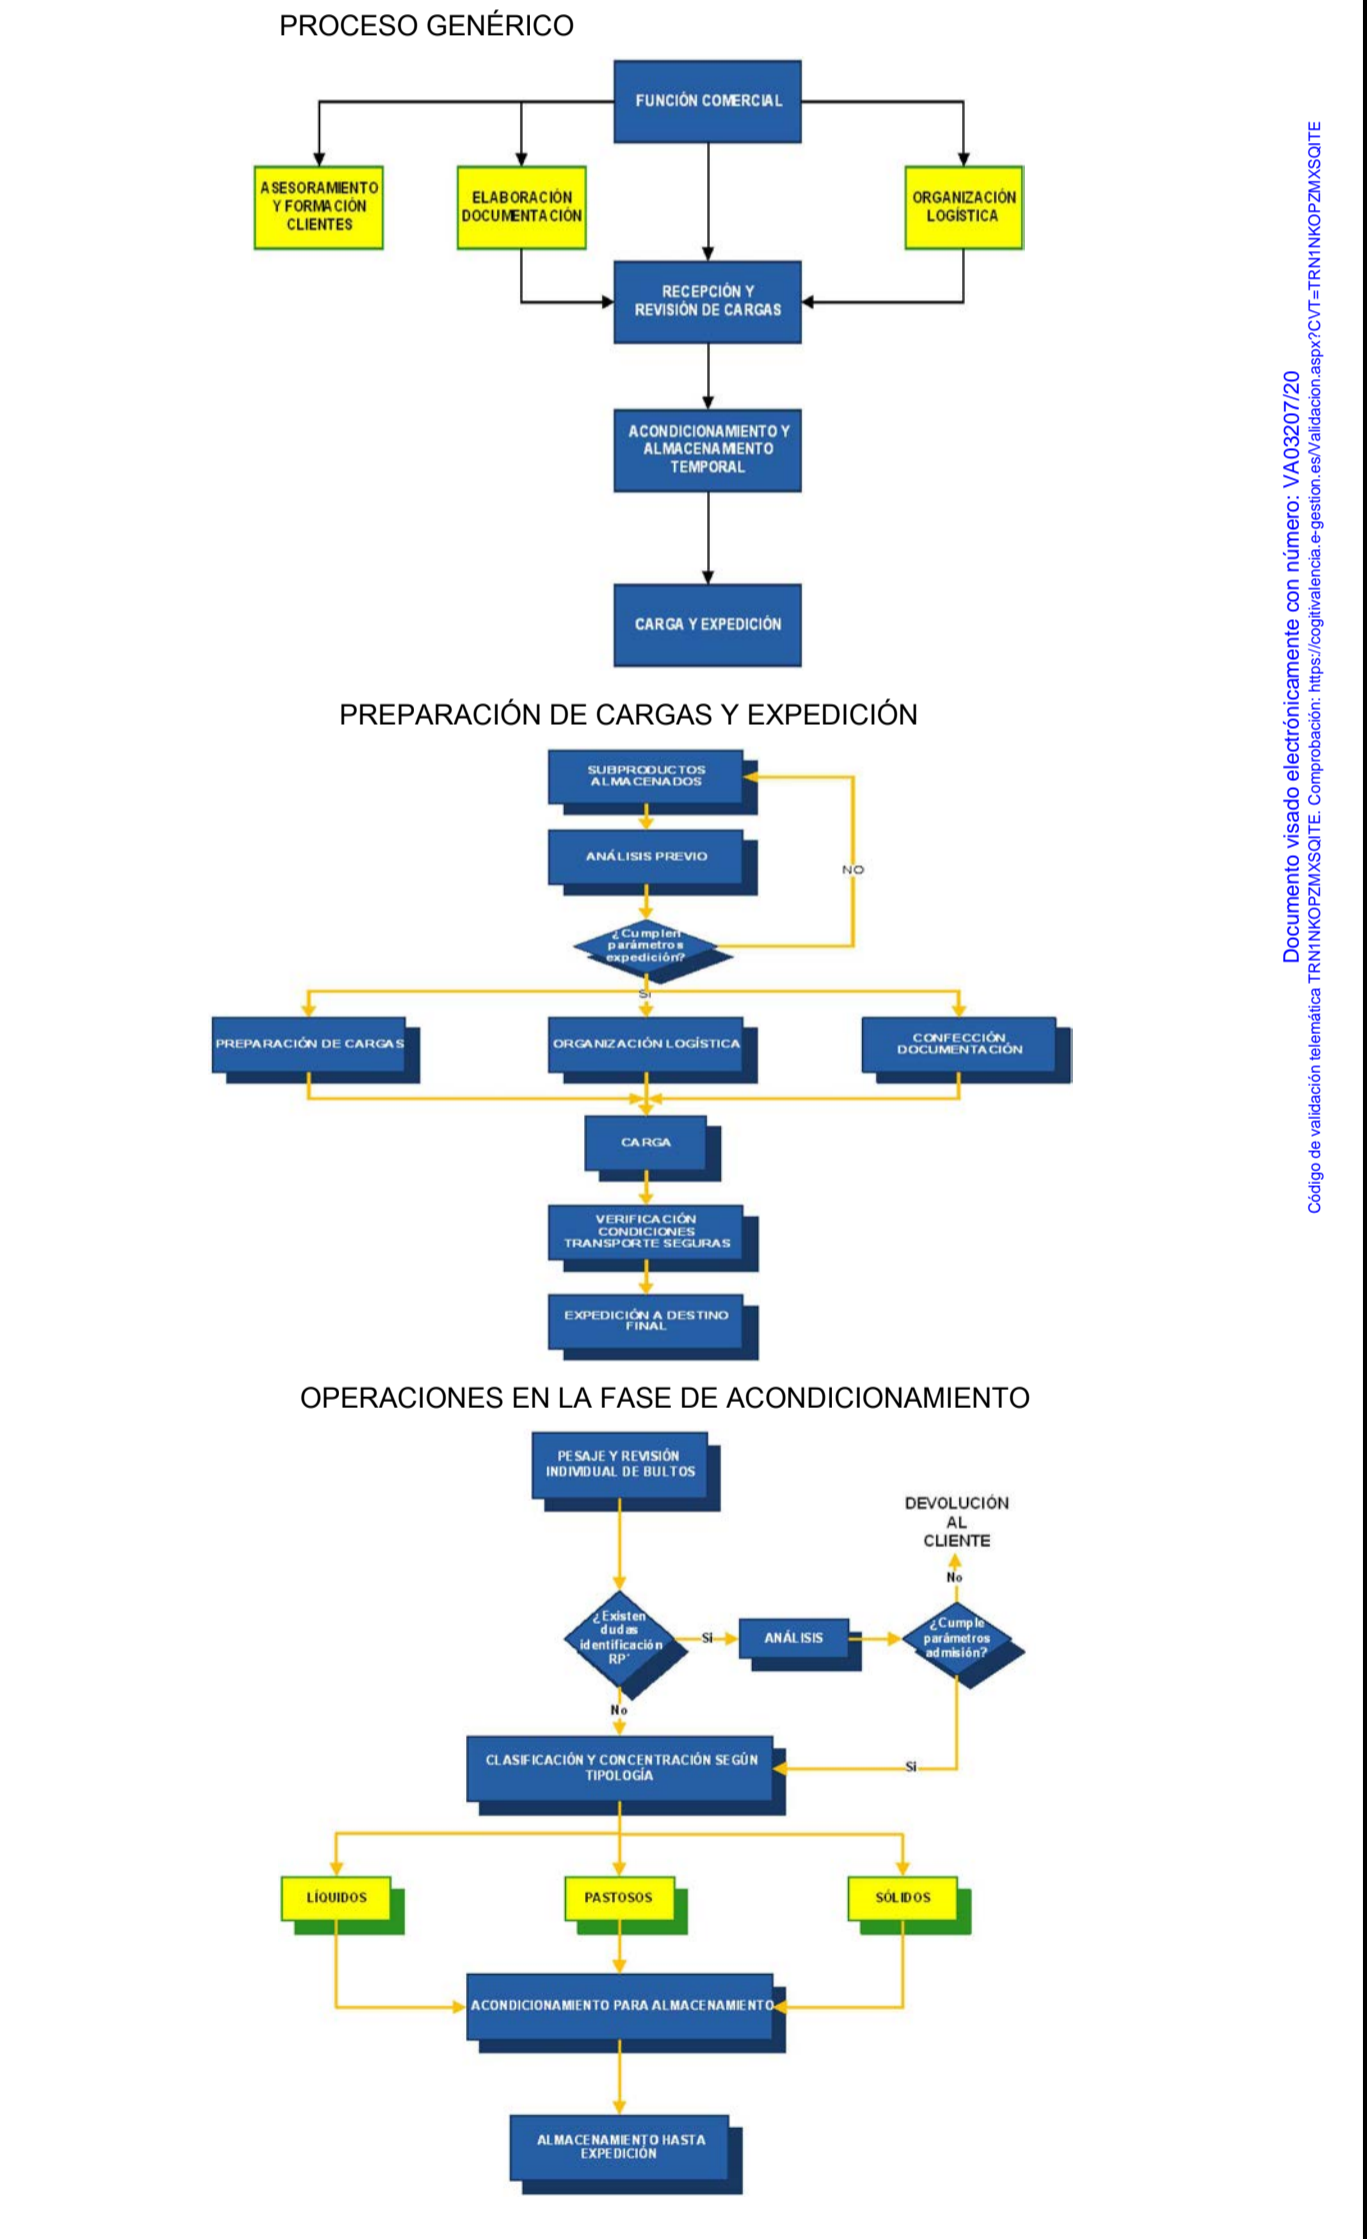 PROCESO GENÉRICO
FUNCIÓN COMERCIAL
ASESORAMIENTO
Y FORMACIÓN
CLIENTES
ELABORACIÓN
DOCUMENTACIÓN
ORGANIZACIÓN
LOGÍSTICA
RECEPCIÓN Y
REVISIÓN DE CARGAS
ACONDICIONAMIENTO Y
ALMACENAMIENTO
TEMPORAL
CARGA Y EXPEDICIÓN
PREPARACIÓN DE CARGAS Y EXPEDICIÓN
SUBPRODUCTOS
ALMACENADOS
ANÁLISIS PREVIO
NO
¿Cumplen
parámetros
expedición?
SI
PREPARACIÓN DE CARGAS
ORGANIZACIÓN LOGÍSTICA
CONFECCIÓN
DOCUMENTACIÓN
CARGA
VERIFICACIÓN
CONDICIONES
TRANSPORTE SEGURAS
EXPEDICIÓN A DESTINO
FINAL
OPERACIONES EN LA FASE DE ACONDICIONAMIENTO
PESAJE Y REVISIÓN
INDIVIDUAL DE BULTOS
DEVOLUCIÓN
AL
CLIENTE
No
¿Existen
dudas
identificación
RP
Si
ANÁLISIS
¿Cumple
parámetros
admisión?
No
CLASIFICACIÓN Y CONCENTRACIÓN SEGÚN
TIPOLOGÍA
Si
LÍQUIDOS
PASTOSOS
SÓLIDOS
ACONDICIONAMIENTO PARA ALMACENAMIENTO
ALMACENAMIENTO HASTA
EXPEDICIÓN
Documento visado electrónicamente con número: VA03207/20
Código de validación telemática TRN1NKOPZMXSQITE. Comprobación: https://cogitivalencia.e-gestion.es/Validacion.aspx?CVT=TRN1NKOPZMXSQITE